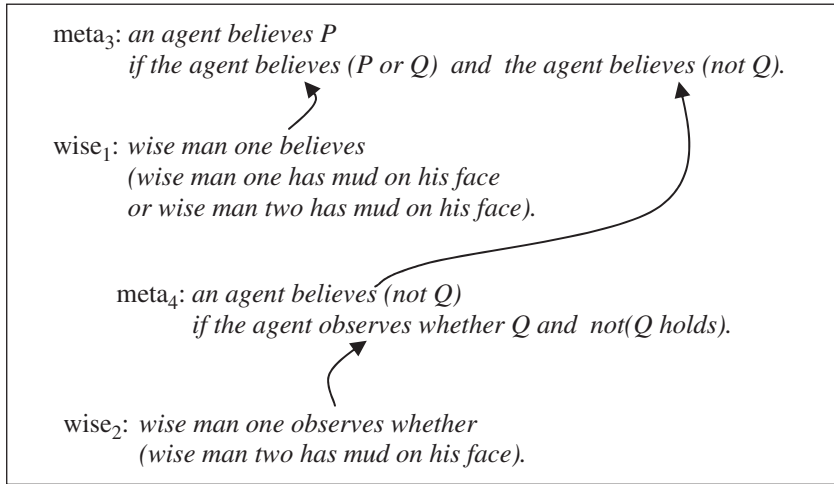 meta₃: an agent believes P
if the agent believes (P or Q) and the agent believes (not Q).
wise₁: wise man one believes
(wise man one has mud on his face
or wise man two has mud on his face).
meta₄: an agent believes (not Q)
if the agent observes whether Q and not(Q holds).
wise₂: wise man one observes whether
(wise man two has mud on his face).